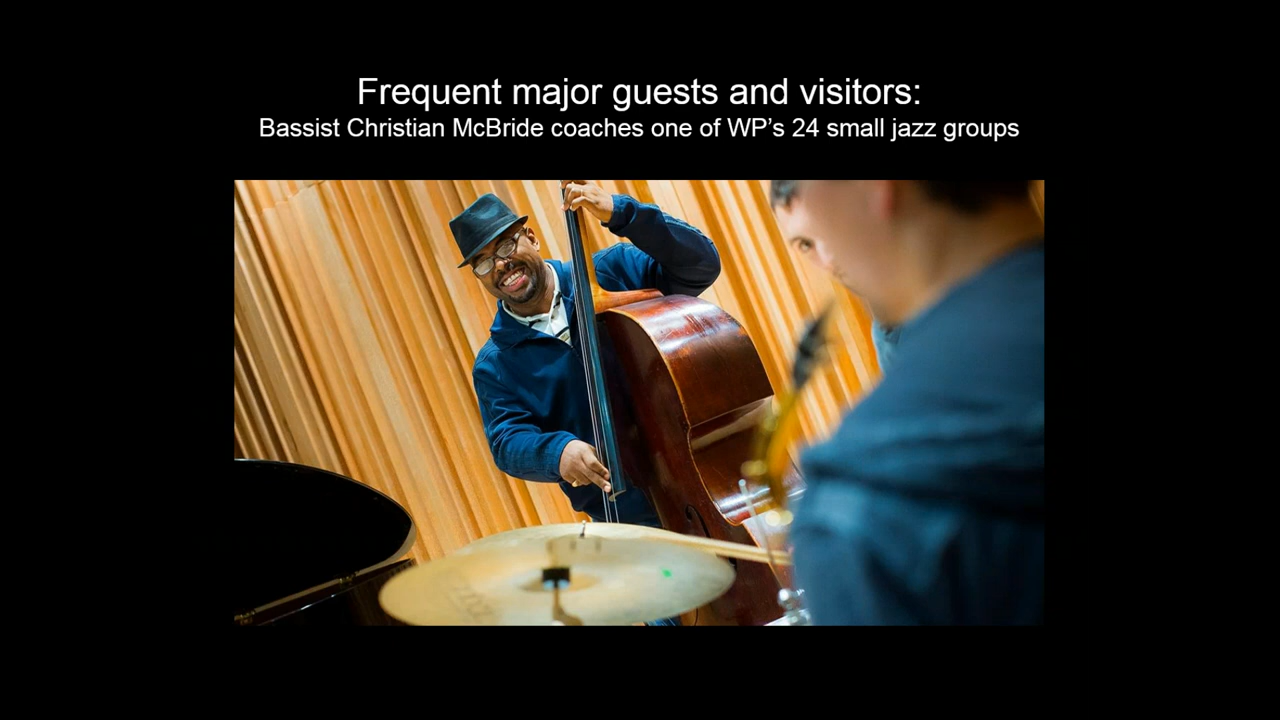 Frequent major guests and visitors:
Bassist Christian McBride coaches one of WP’s 24 small jazz groups